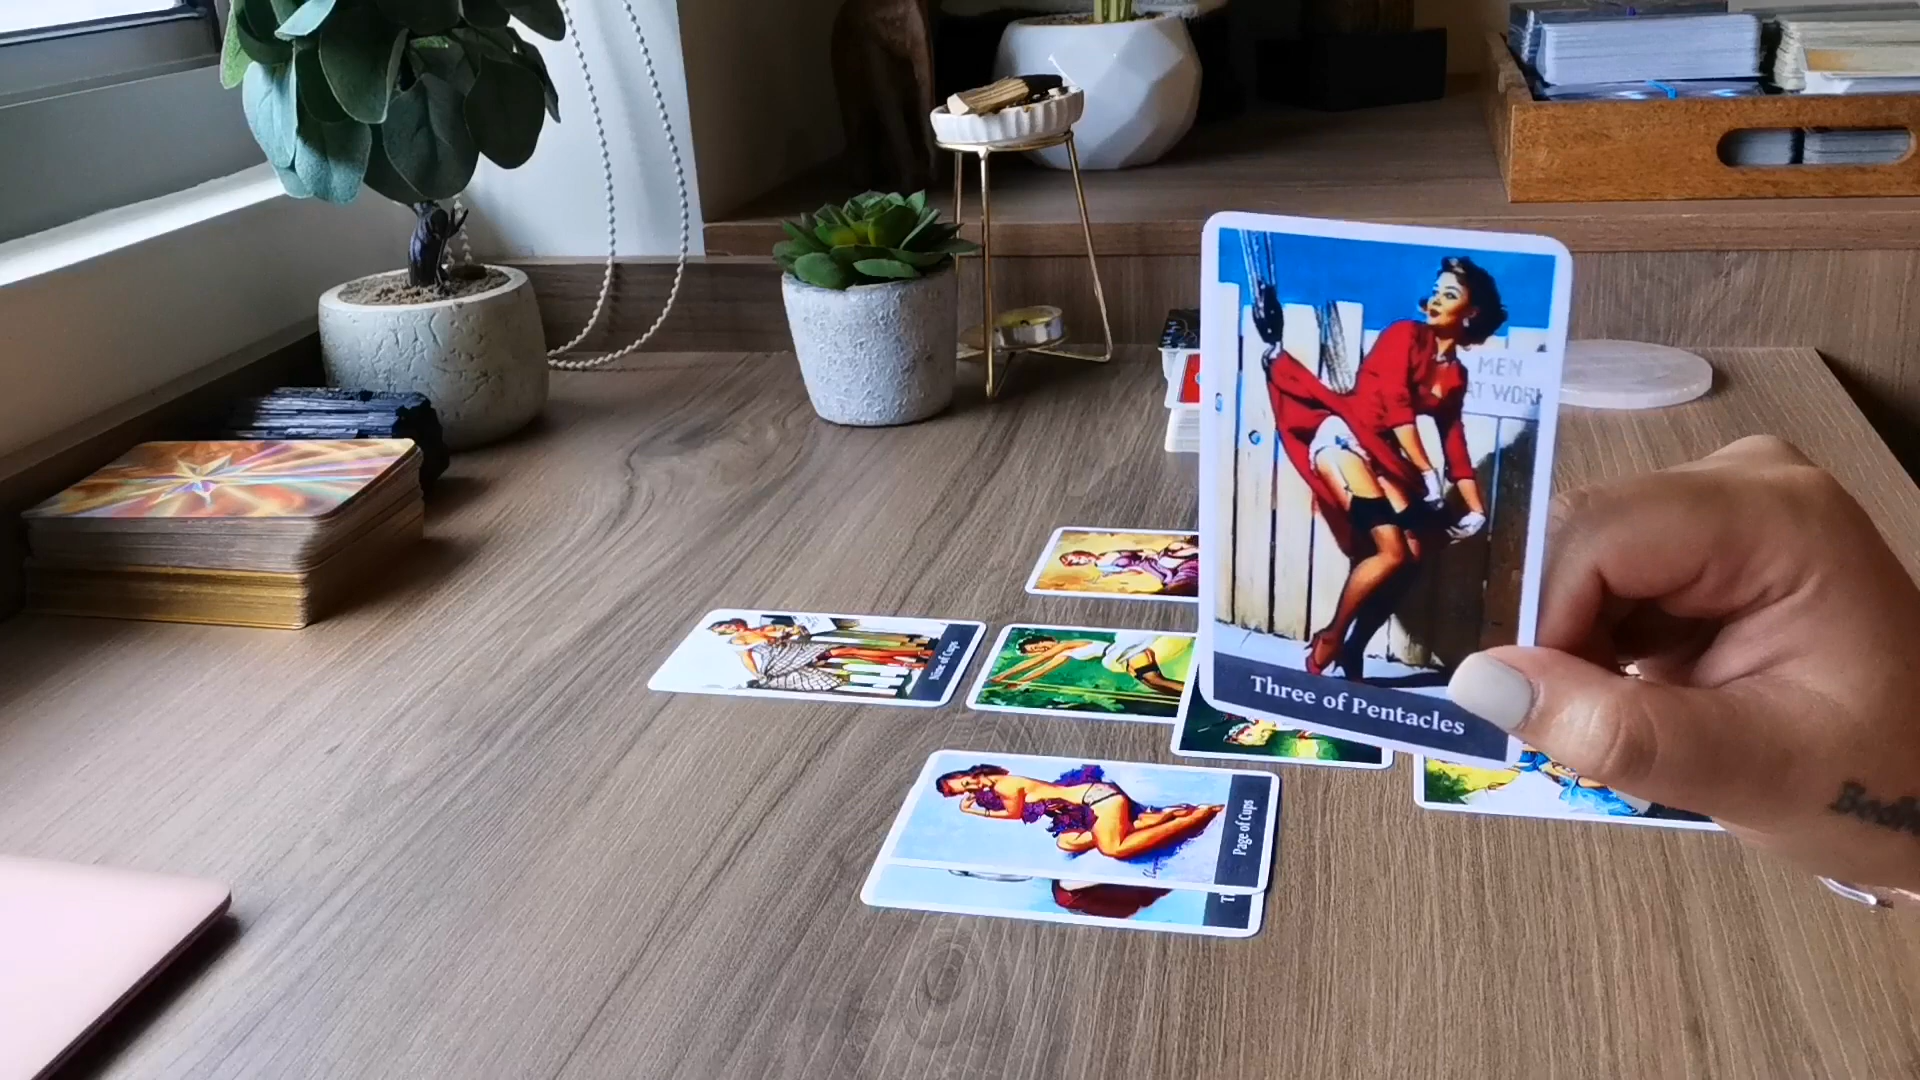 MEN
AT WORK
Three of Pentacles
Nine of Cups
Page of Cups